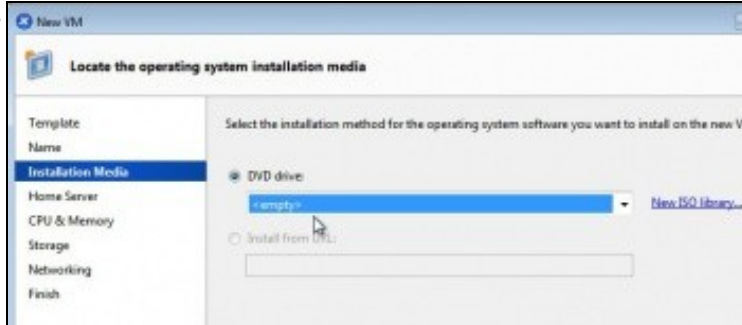 New VM
Locate the operating system installation media
Template
Name
Installation Media
Home Server
CPU & Memory
Storage
Networking
Finish
Select the installation method for the operating system software you want to install on the new V
DVD drive:
<empty>
New ISO library...
Install from URL: